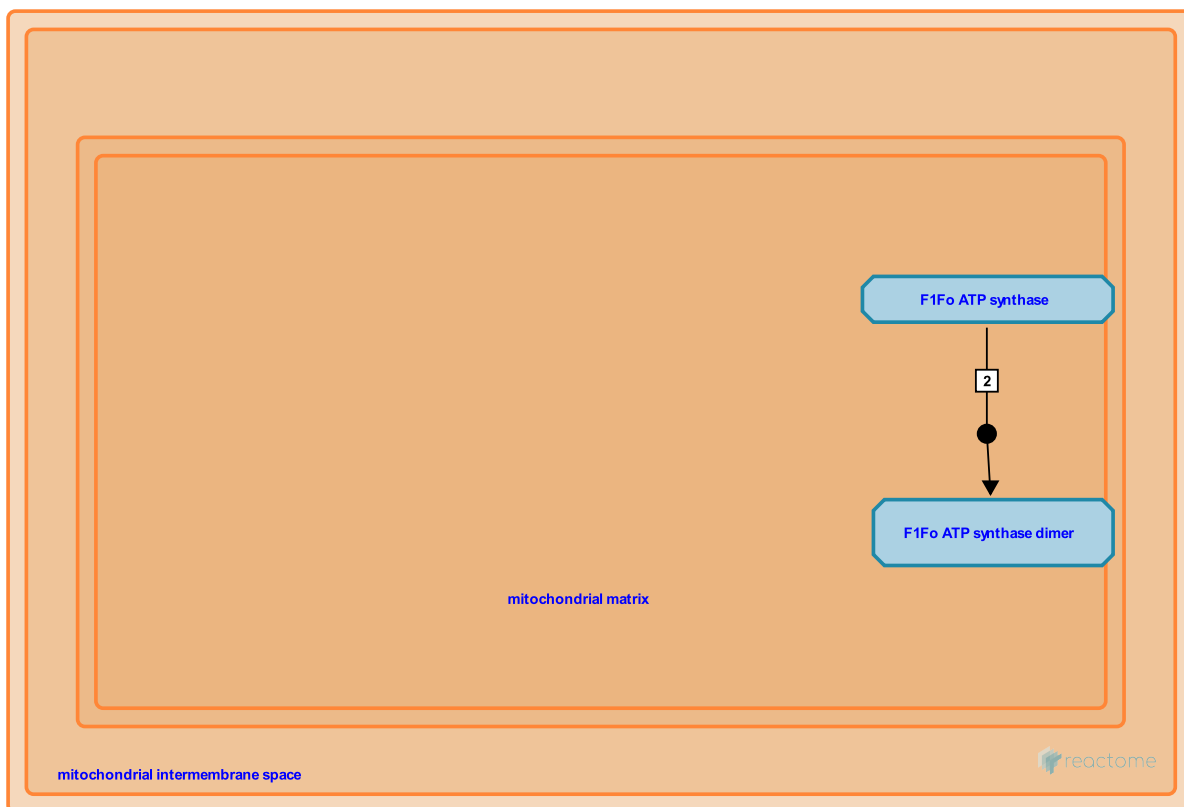 F1Fo ATP synthase
2
F1Fo ATP synthase dimer
mitochondrial matrix
reactome
mitochondrial intermembrane space